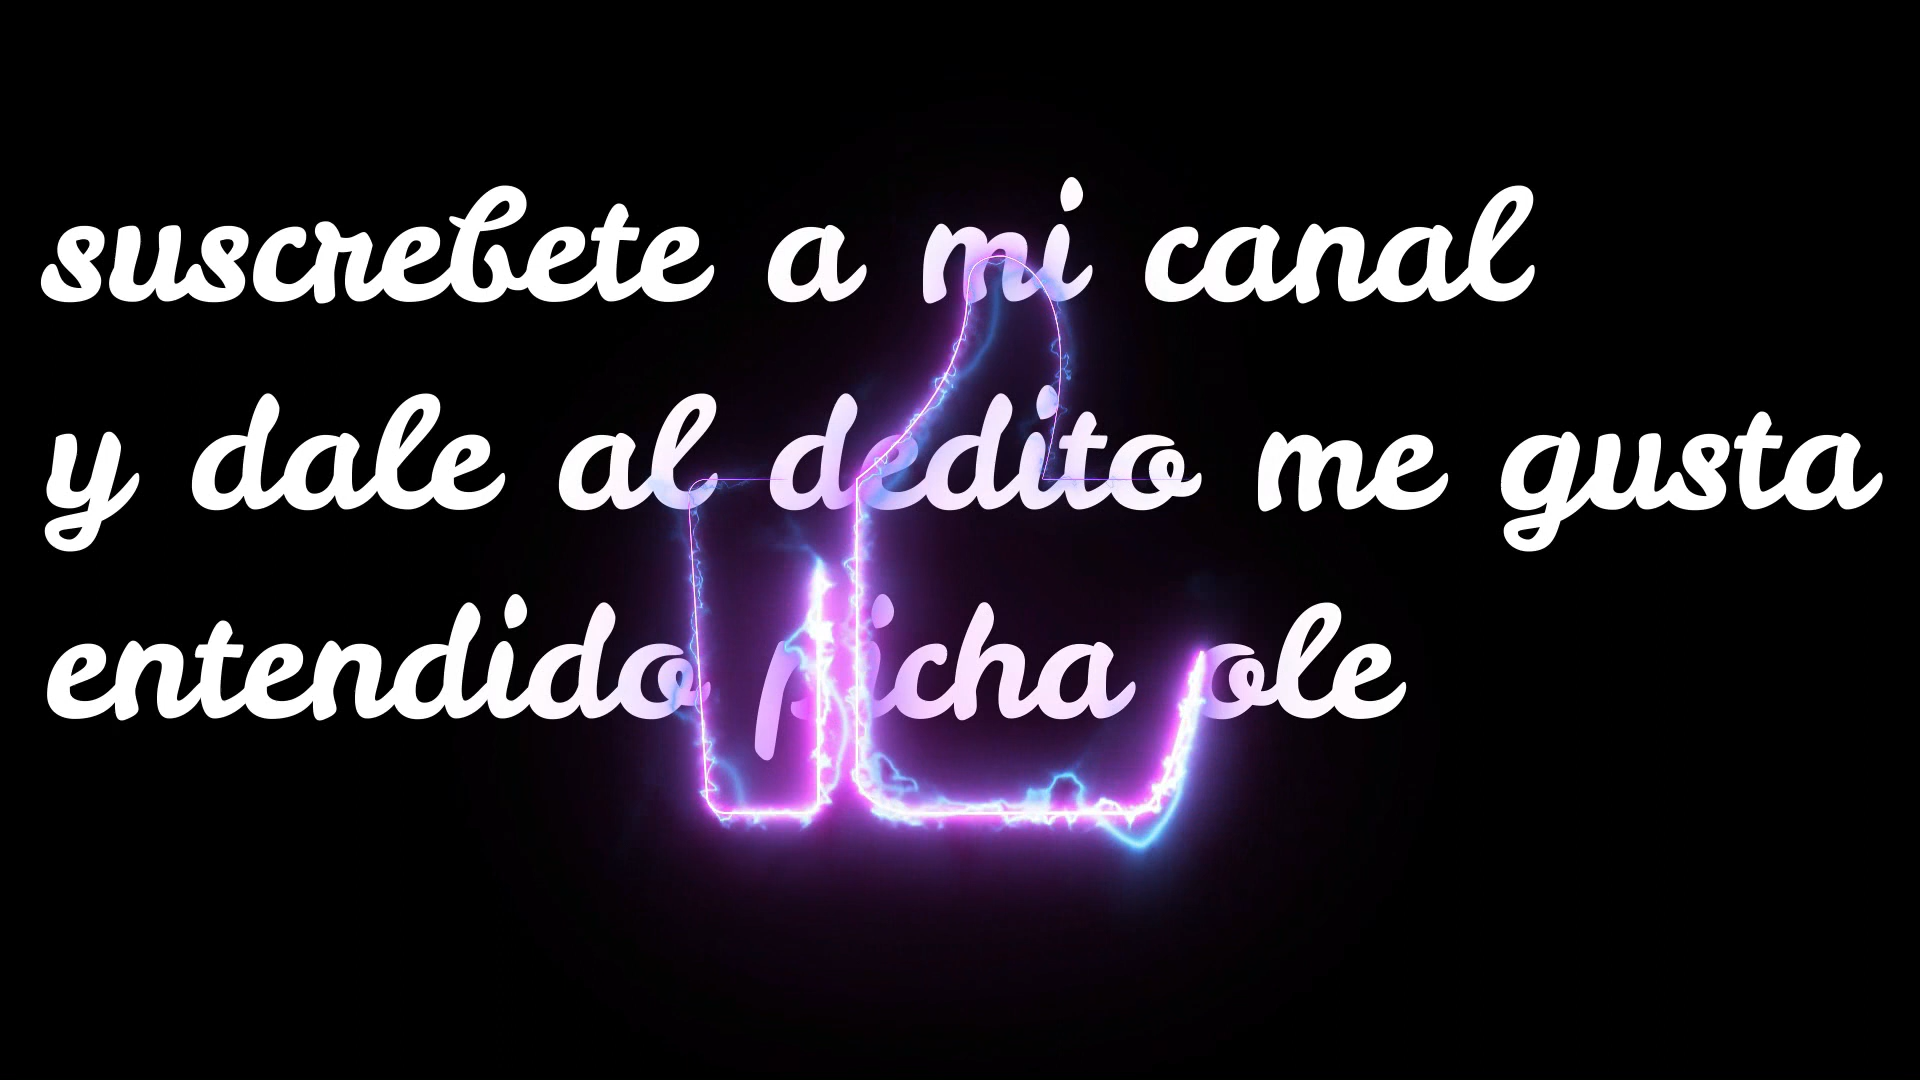 suscrebete a mi canal
y dale al dedito me gusta
entendido picha ole